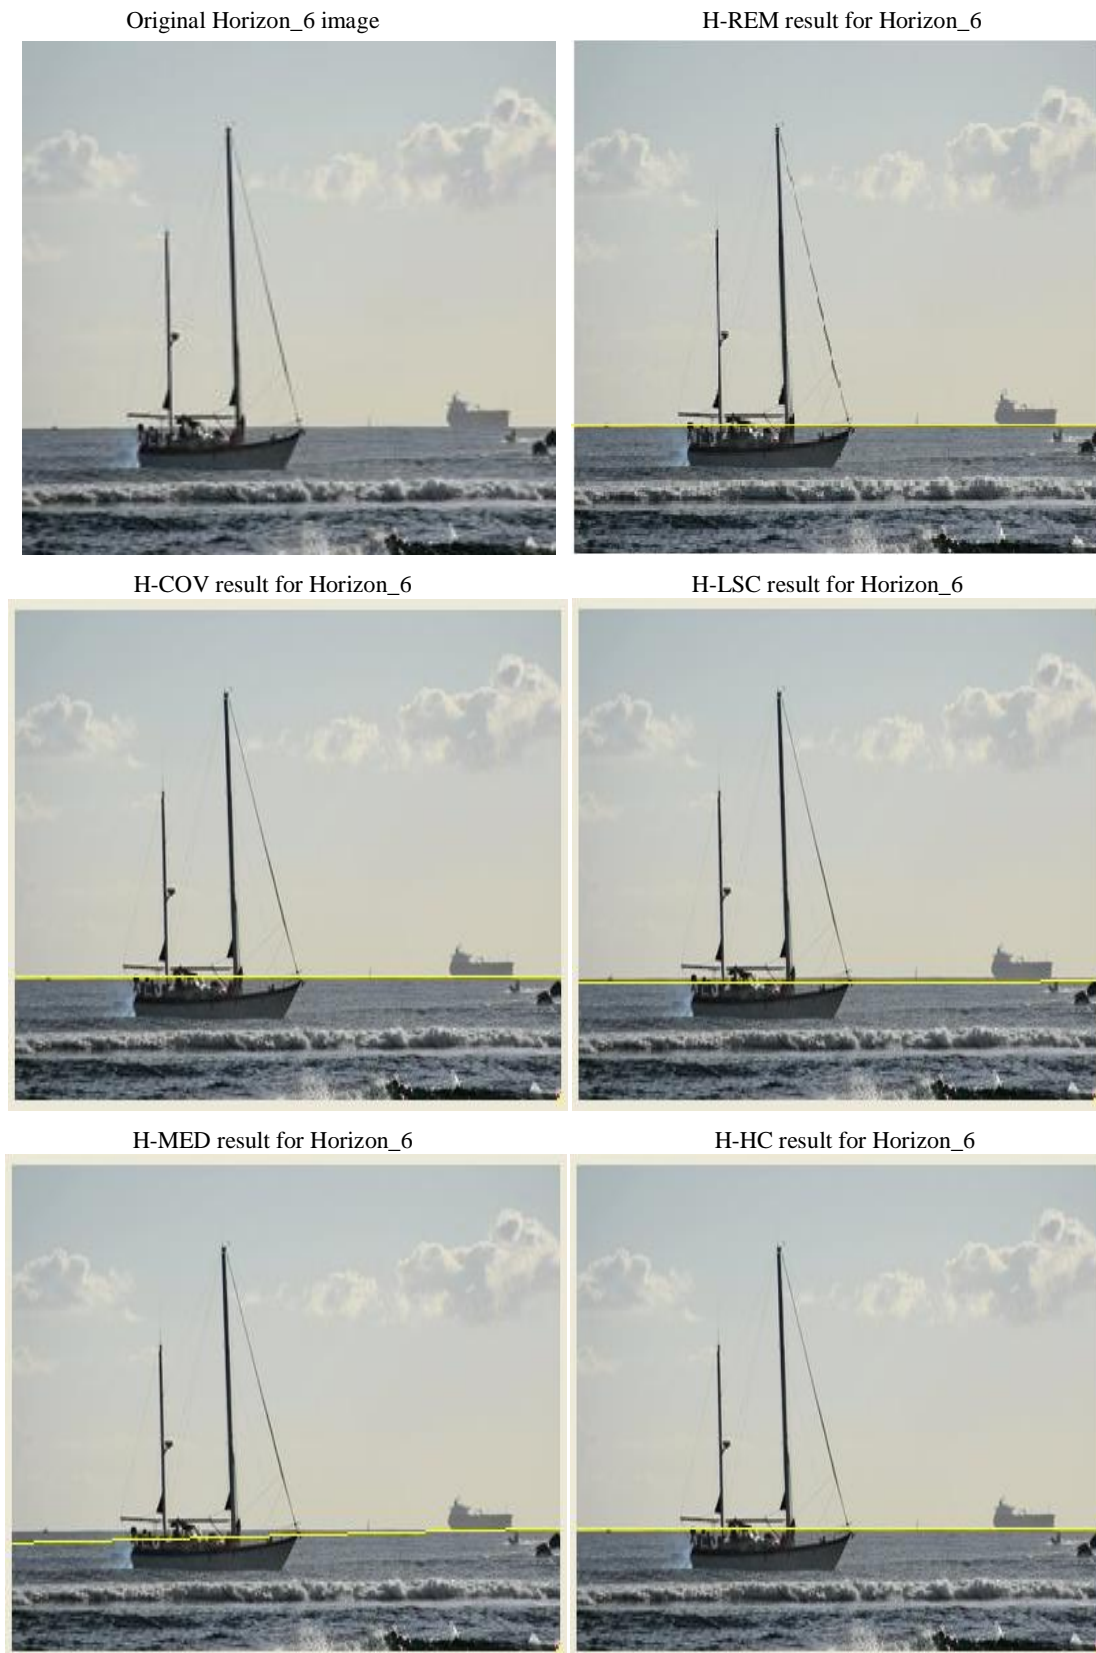 Original Horizon_6 image
H-REM result for Horizon_6
H-COV result for Horizon_6
H-LSC result for Horizon_6
H-MED result for Horizon_6
H-HC result for Horizon_6